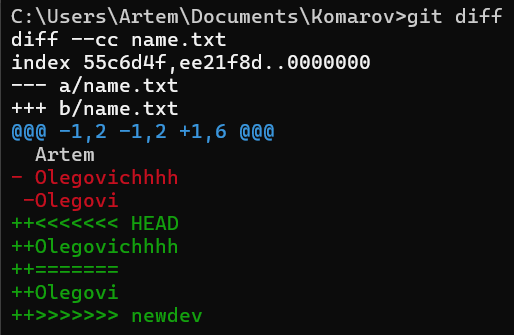 C:\Users\Artem\Documents\Komarov>git diff
diff --cc name.txt
index 55c6d4f,ee21f8d..0000000
--- a/name.txt
+++ b/name.txt
@@@ -1,2 -1,2 +1,6 @@@
  Artem
- Olegovichhhh
 -Olegovi
++<<<<<<< HEAD
++Olegovichhhh
++=======
++Olegovi
++>>>>>>> newdev